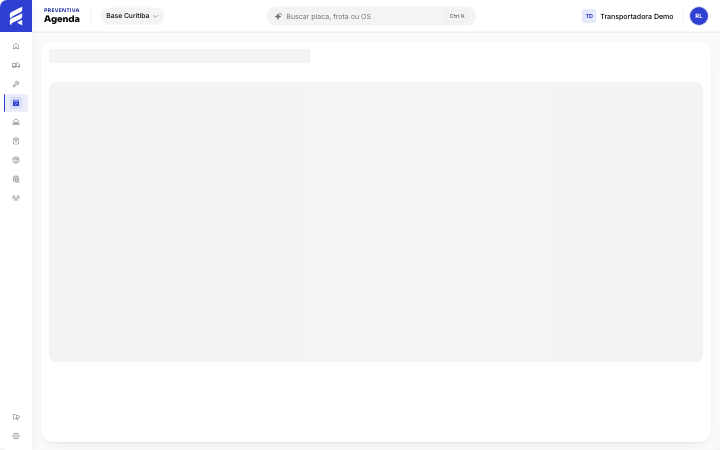 PREVENTIVA
Agenda
Base Curitiba
Buscar placa, frota ou OS
Ctrl K
TD
Transportadora Demo
RL